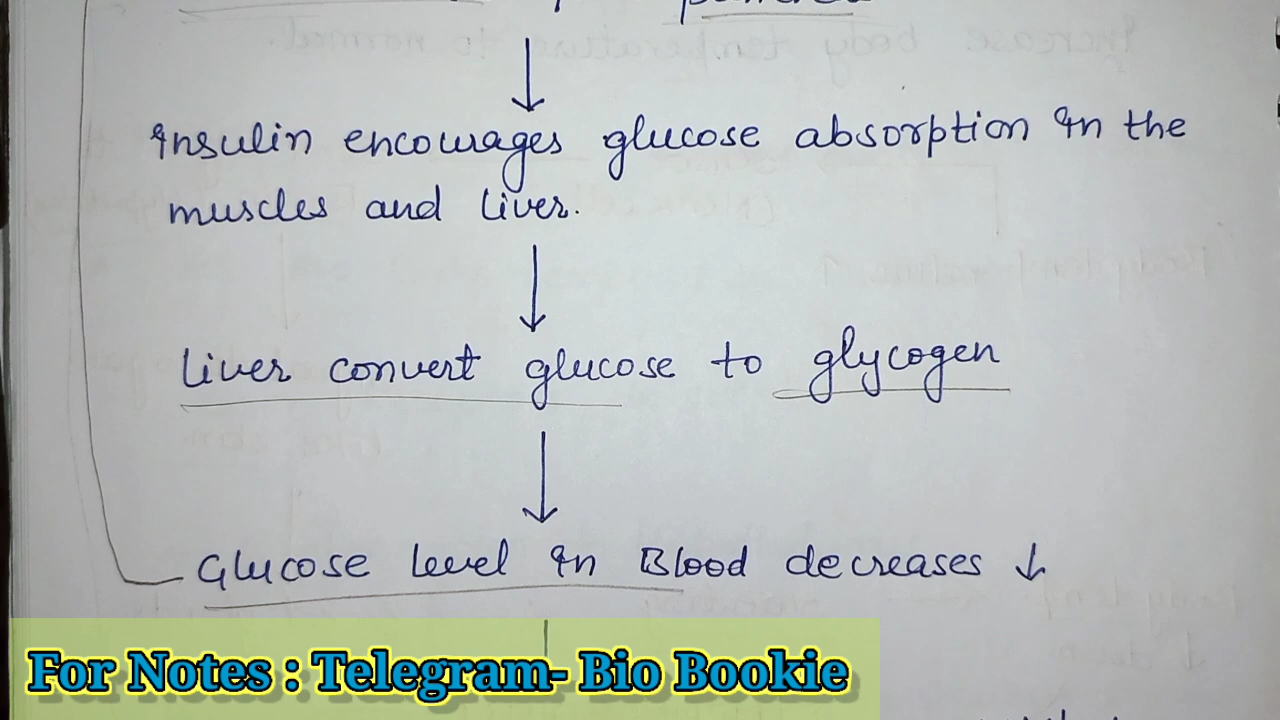 Insulin encourages glucose absorption in the
muscles and liver.
Liver convert glucose to glycogen
Glucose level in Blood decreases ↓
For Notes : Telegram- Bio Bookie